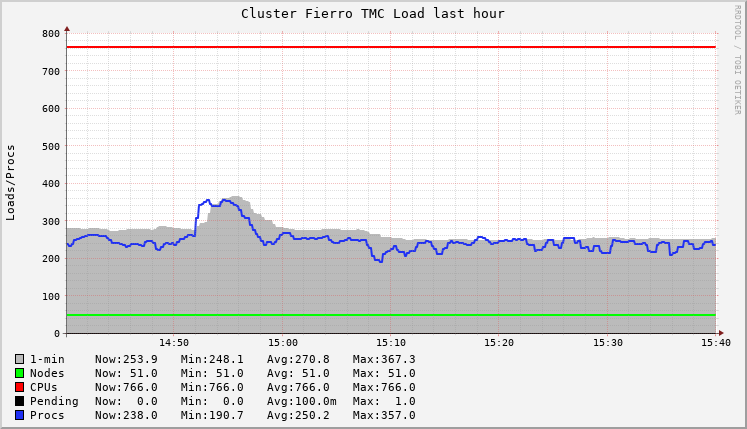 Cluster Fierro TMC Load last hour
RRDTOOL / TOBI OETIKER
Loads/Procs
800
700
600
500
400
300
200
100
0
14:50 15:00 15:10 15:20 15:30 15:40
1-min Now:253.9 Min:248.1 Avg:270.8 Max:367.3
Nodes Now: 51.0 Min: 51.0 Avg: 51.0 Max: 51.0
CPUs Now:766.0 Min:766.0 Avg:766.0 Max:766.0
Pending Now: 0.0 Min: 0.0 Avg:100.0m Max: 1.0
Procs Now:238.0 Min:190.7 Avg:250.2 Max:357.0